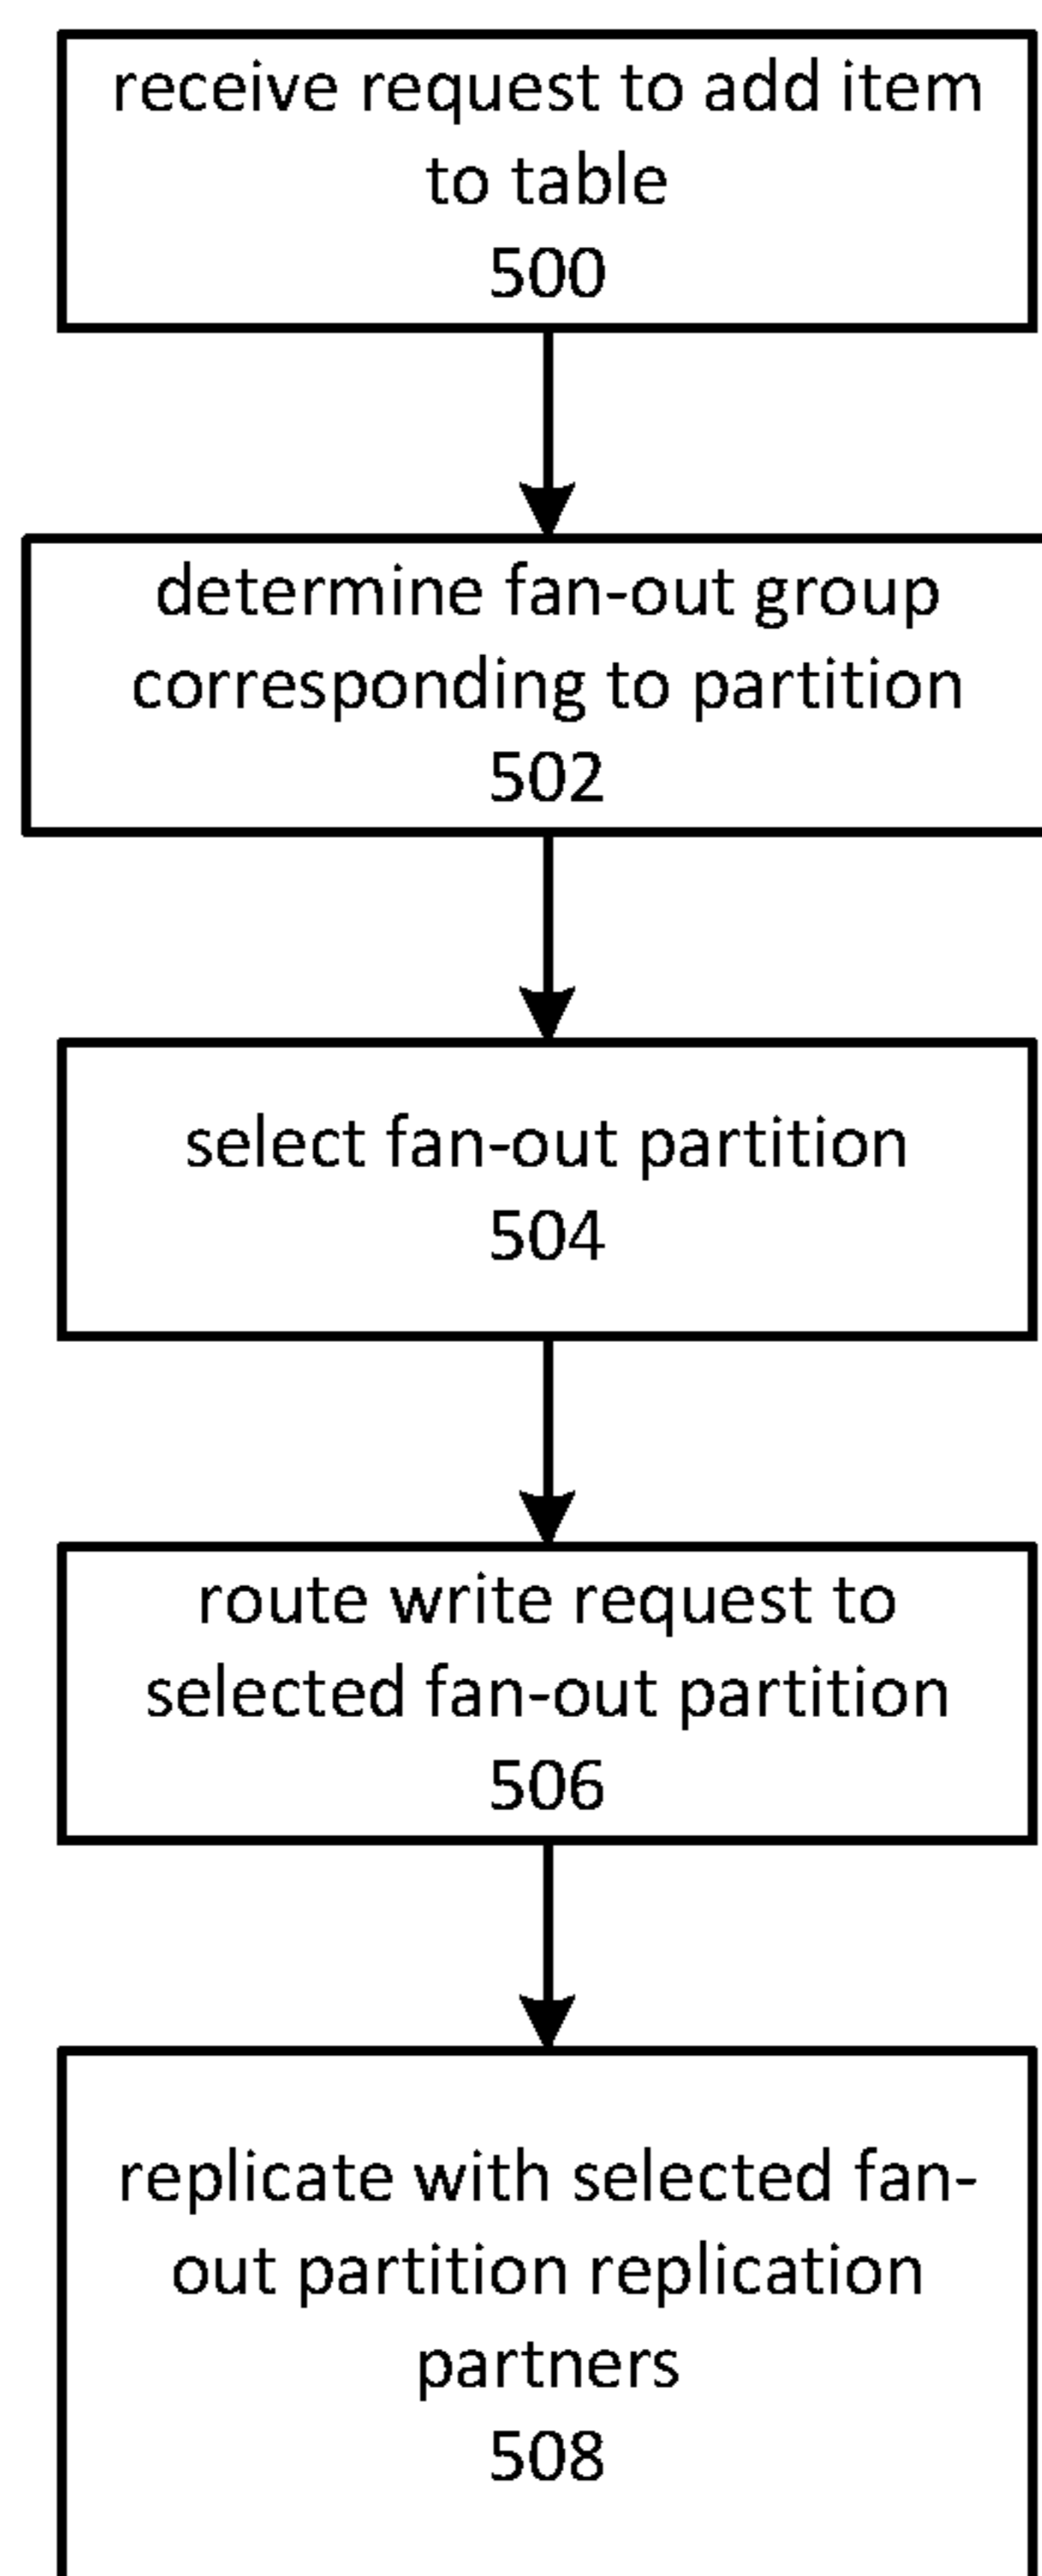 receive request to add item
to table
500
determine fan-out group
corresponding to partition
502
select fan-out partition
504
route write request to
selected fan-out partition
506
replicate with selected fan-
out partition replication
partners
508